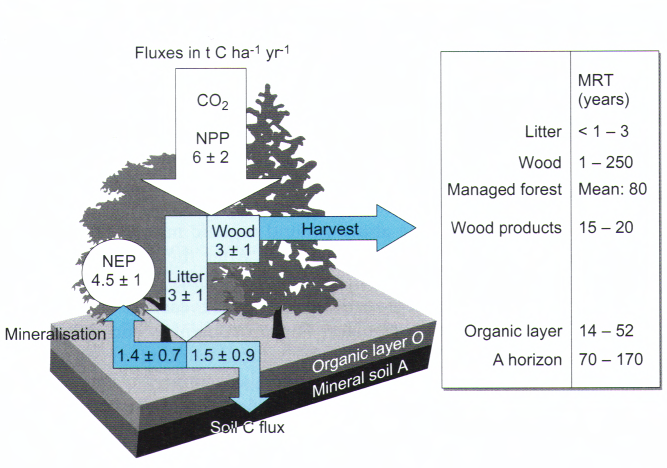 Fluxes in t C ha⁻¹ yr⁻¹
CO₂
NPP
6 ± 2
Wood
3 ± 1
Harvest
NEP
4.5 ± 1
Litter
3 ± 1
Mineralisation
1.4 ± 0.7
1.5 ± 0.9
Organic layer O
Mineral soil A
Soil C flux
MRT
(years)
Litter < 1 – 3
Wood 1 – 250
Managed forest Mean: 80
Wood products 15 – 20
Organic layer 14 – 52
A horizon 70 – 170